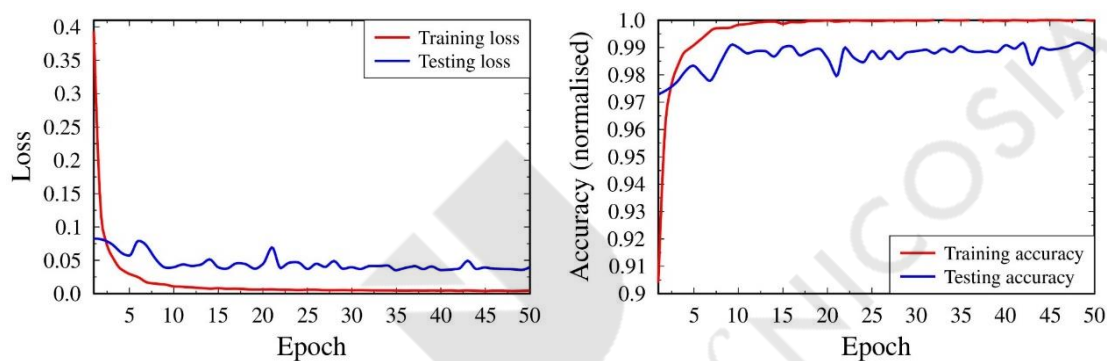 0.4
0.35
0.3
0.25
0.2
0.15
0.1
0.05
0.0
Loss
5 10 15 20 25 30 35 40 45 50
Epoch
Training loss
Testing loss
1.0
0.99
0.98
0.97
0.96
0.95
0.94
0.93
0.92
0.91
0.9
Accuracy (normalised)
5 10 15 20 25 30 35 40 45 50
Epoch
Training accuracy
Testing accuracy
NICOSIA